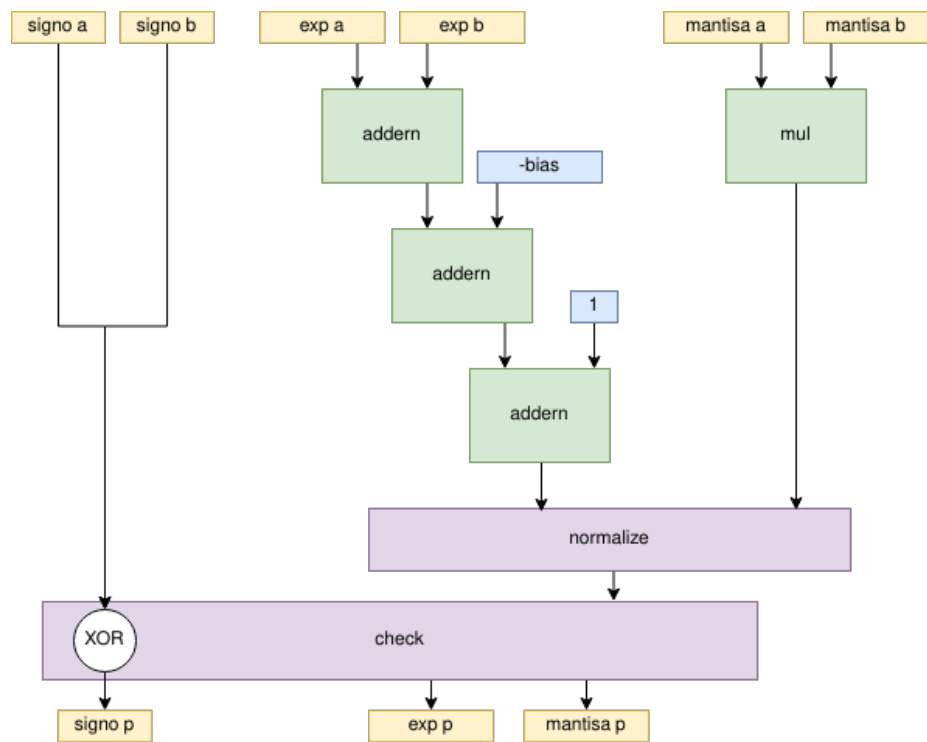 signo a
signo b
exp a
exp b
mantisa a
mantisa b
addern
mul
-bias
addern
1
addern
normalize
XOR
check
signo p
exp p
mantisa p